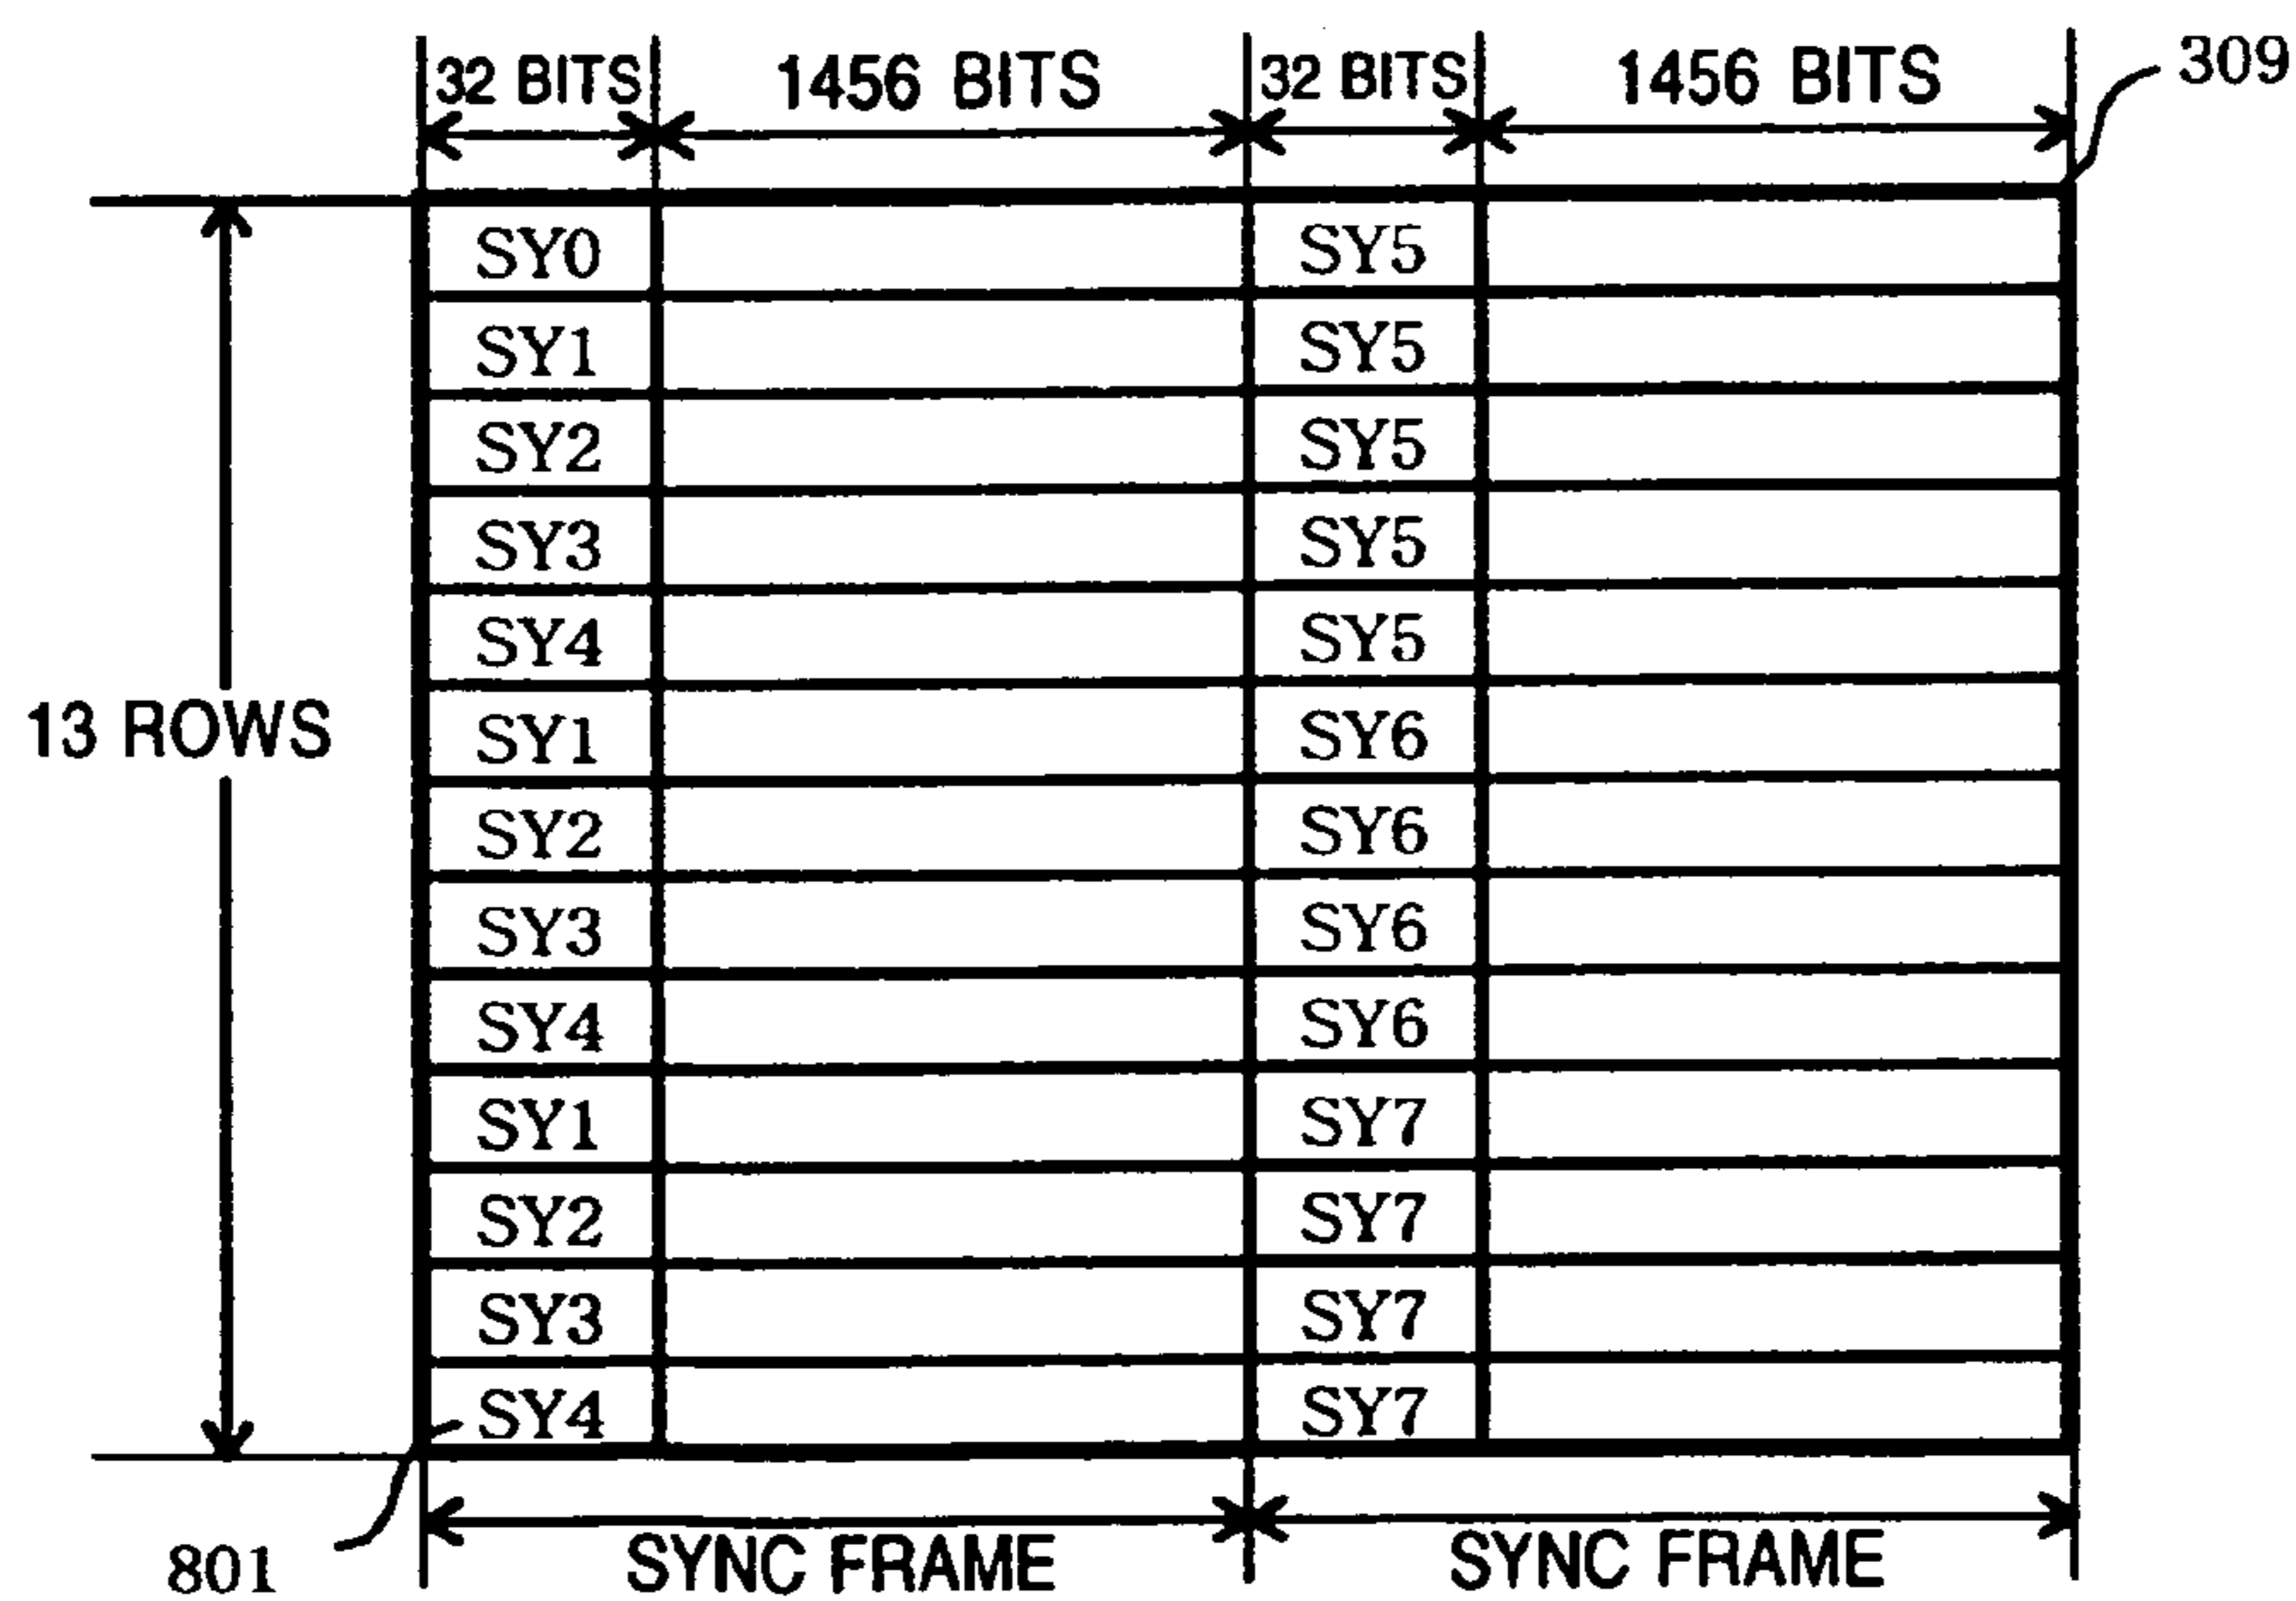 32 BITS 1456 BITS 32 BITS 1456 BITS 309
SY0 SY5
SY1 SY5
SY2 SY5
SY3 SY5
SY4 SY5
13 ROWS SY1 SY6
SY2 SY6
SY3 SY6
SY4 SY6
SY1 SY7
SY2 SY7
SY3 SY7
SY4 SY7
801 SYNC FRAME SYNC FRAME